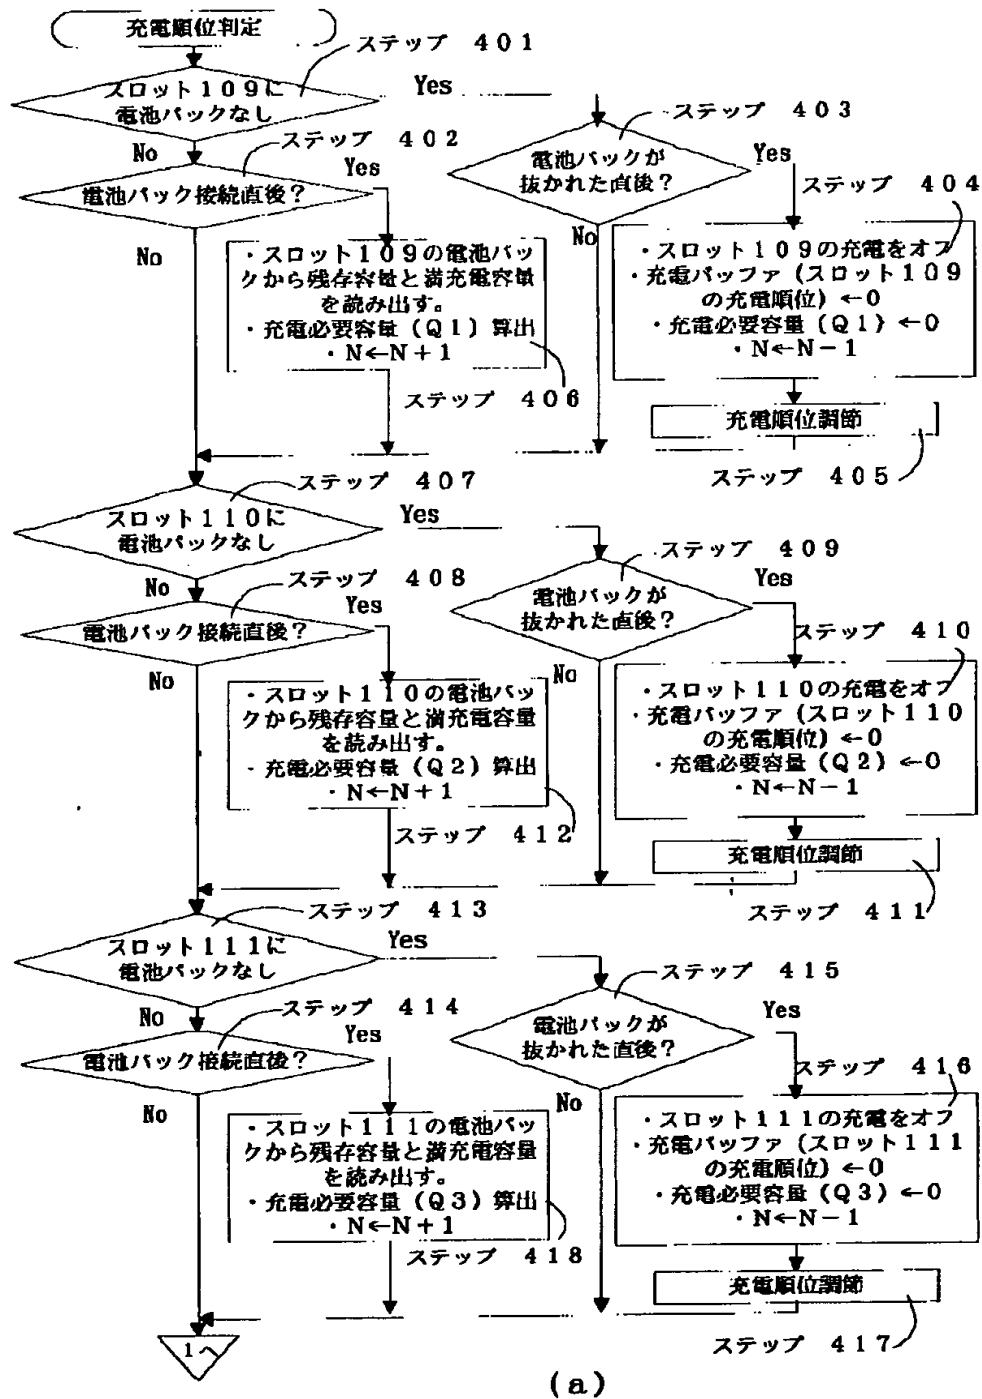 充電順位判定
ステップ 401
スロット109に
電池パックなし
Yes
No
ステップ 402
電池パック接続直後?
Yes
No
ステップ 403
電池パックが
抜かれた直後?
Yes
No
ステップ 404
・スロット109の充電をオフ
・充電バッファ(スロット109
の充電順位)←0
・充電必要容量(Q1)←0
・N←N-1
充電順位調節
ステップ 405
・スロット109の電池パッ
クから残存容量と満充電容量
を読み出す。
・充電必要容量(Q1)算出
・N←N+1
ステップ 406
ステップ 407
スロット110に
電池パックなし
Yes
No
ステップ 408
電池パック接続直後?
Yes
No
ステップ 409
電池パックが
抜かれた直後?
Yes
No
ステップ 410
・スロット110の充電をオフ
・充電バッファ(スロット110
の充電順位)←0
・充電必要容量(Q2)←0
・N←N-1
充電順位調節
ステップ 411
・スロット110の電池パッ
クから残存容量と満充電容量
を読み出す。
・充電必要容量(Q2)算出
・N←N+1
ステップ 412
ステップ 413
スロット111に
電池パックなし
Yes
No
ステップ 414
電池パック接続直後?
Yes
No
ステップ 415
電池パックが
抜かれた直後?
Yes
No
ステップ 416
・スロット111の充電をオフ
・充電バッファ(スロット111
の充電順位)←0
・充電必要容量(Q3)←0
・N←N-1
充電順位調節
ステップ 417
・スロット111の電池パッ
クから残存容量と満充電容量
を読み出す。
・充電必要容量(Q3)算出
・N←N+1
ステップ 418
1
(a)